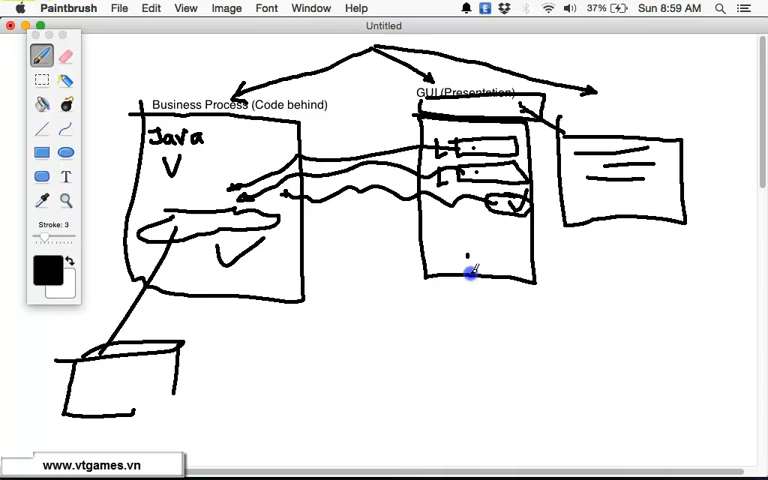 Paintbrush File Edit View Image Font Window Help 37% Sun 8:59 AM
Untitled
GUI (Presentation)
Business Process (Code behind)
Java
Stroke: 3
www.vtgames.vn